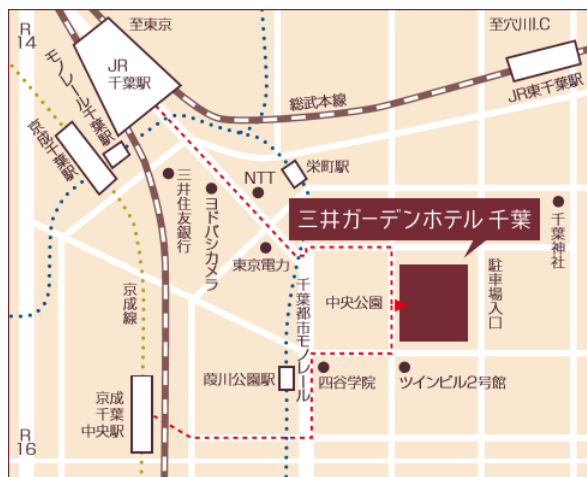 R
14
至東京
至穴川I.C
JR
千葉駅
モノレール千葉駅
京成千葉駅
総武本線
JR東千葉駅
栄町駅
NTT
三井住友銀行
ヨドバシカメラ
東京電力
三井ガーデンホテル 千葉
千葉神社
京成線
千葉都市モノレール
中央公園
駐車場入口
葭川公園駅
四谷学院
ツインビル2号館
京成
千葉
中央駅
R
16